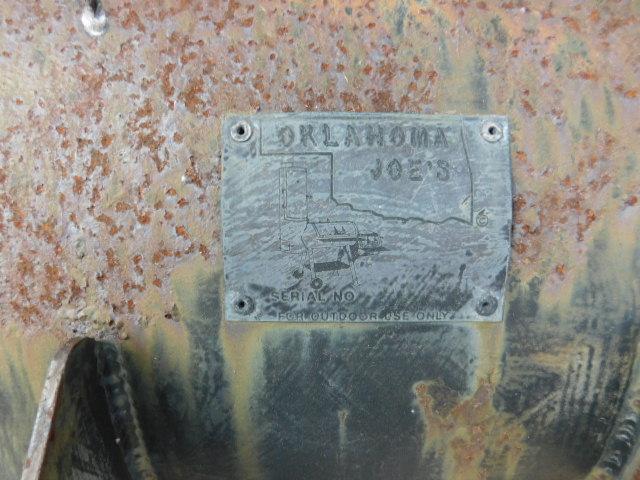 OKLAHOMA
JOE'S
®
SERIAL NO
FOR OUTDOOR USE ONLY